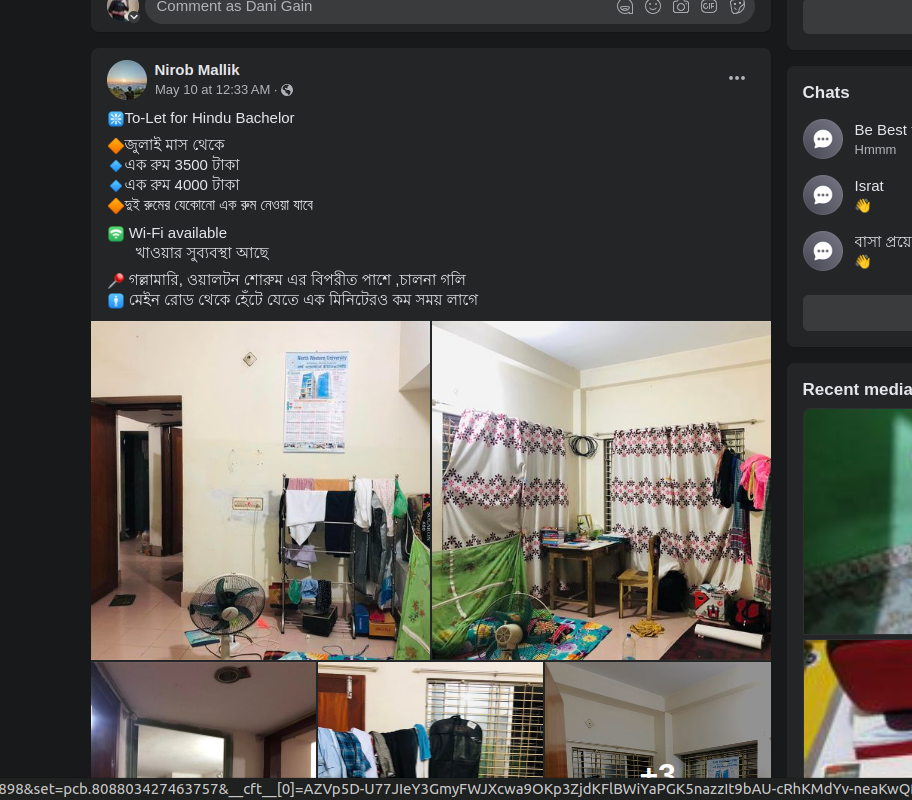 Comment as Dani Gain
GIF
Nirob Mallik
May 10 at 12:33 AM ·
To-Let for Hindu Bachelor
জুলাই মাস থেকে
এক রুম 3500 টাকা
এক রুম 4000 টাকা
দুই রুমের যেকোনো এক রুম নেওয়া যাবে
Wi-Fi available
খাওয়ার সুব্যবস্থা আছে
গল্লামারি, ওয়ালটন শোরুম এর বিপরীত পাশে ,চালনা গলি
মেইন রোড থেকে হেঁটে যেতে এক মিনিটেরও কম সময় লাগে
North Western University
+3
Chats
Be Best
Hmmm
Israt
বাসা প্রয়ো
Recent media
898&set=pcb.808803427463757&__cft__[0]=AZVp5D-U77JIeY3GmyFWJXcwa9OKp3ZjdKFlBWiYaPGK5nazzIt9bAU-cRhKMdYv-neaKwQ